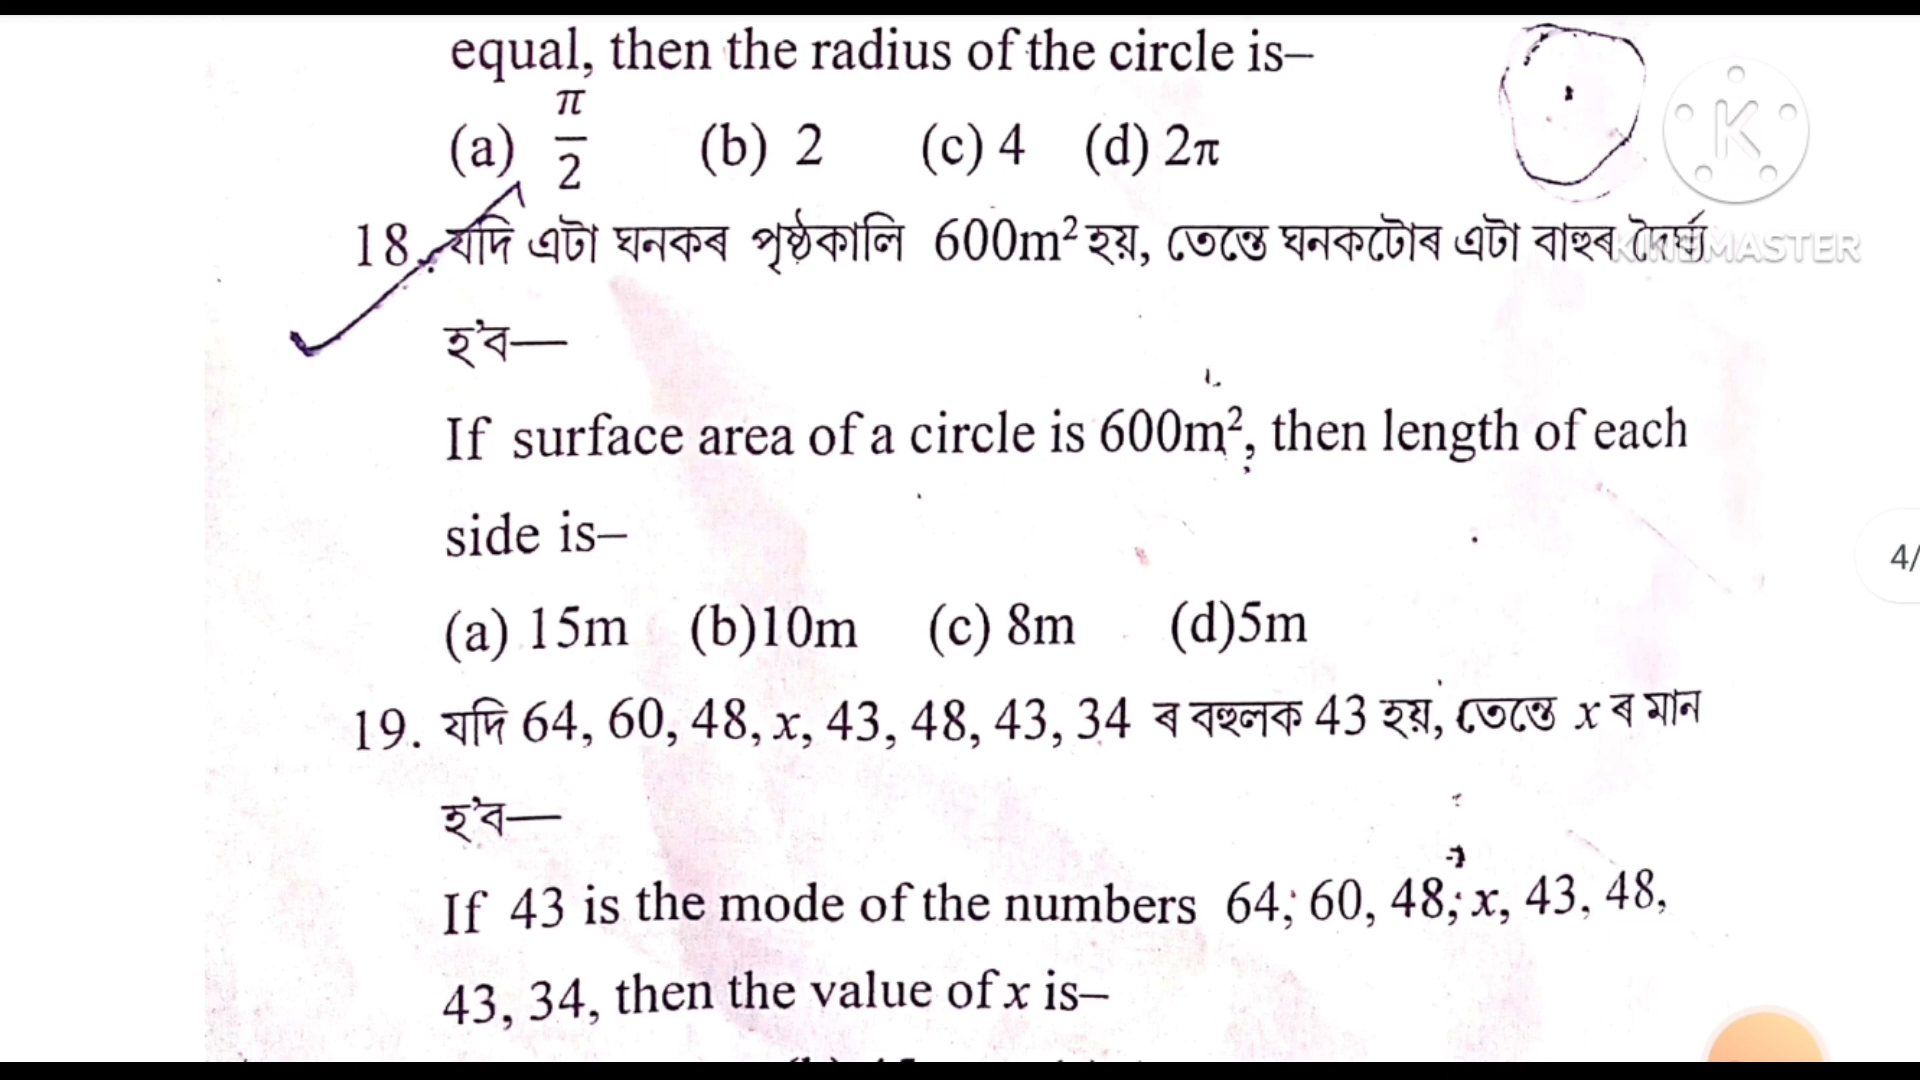 equal, then the radius of the circle is–
(a) π/2 (b) 2 (c) 4 (d) 2π
18. যদি এটা ঘনকৰ পৃষ্ঠকালি 600m² হয়, তেন্তে ঘনকটোৰ এটা বাহুৰ দৈৰ্ঘ্য
হ'ব—
If surface area of a circle is 600m², then length of each
side is–
(a) 15m (b)10m (c) 8m (d)5m
19. যদি 64, 60, 48, x, 43, 48, 43, 34 ৰ বহুলক 43 হয়, তেন্তে x ৰ মান
হ'ব—
If 43 is the mode of the numbers 64, 60, 48, x, 43, 48,
43, 34, then the value of x is–
K
KINEMASTER
4/